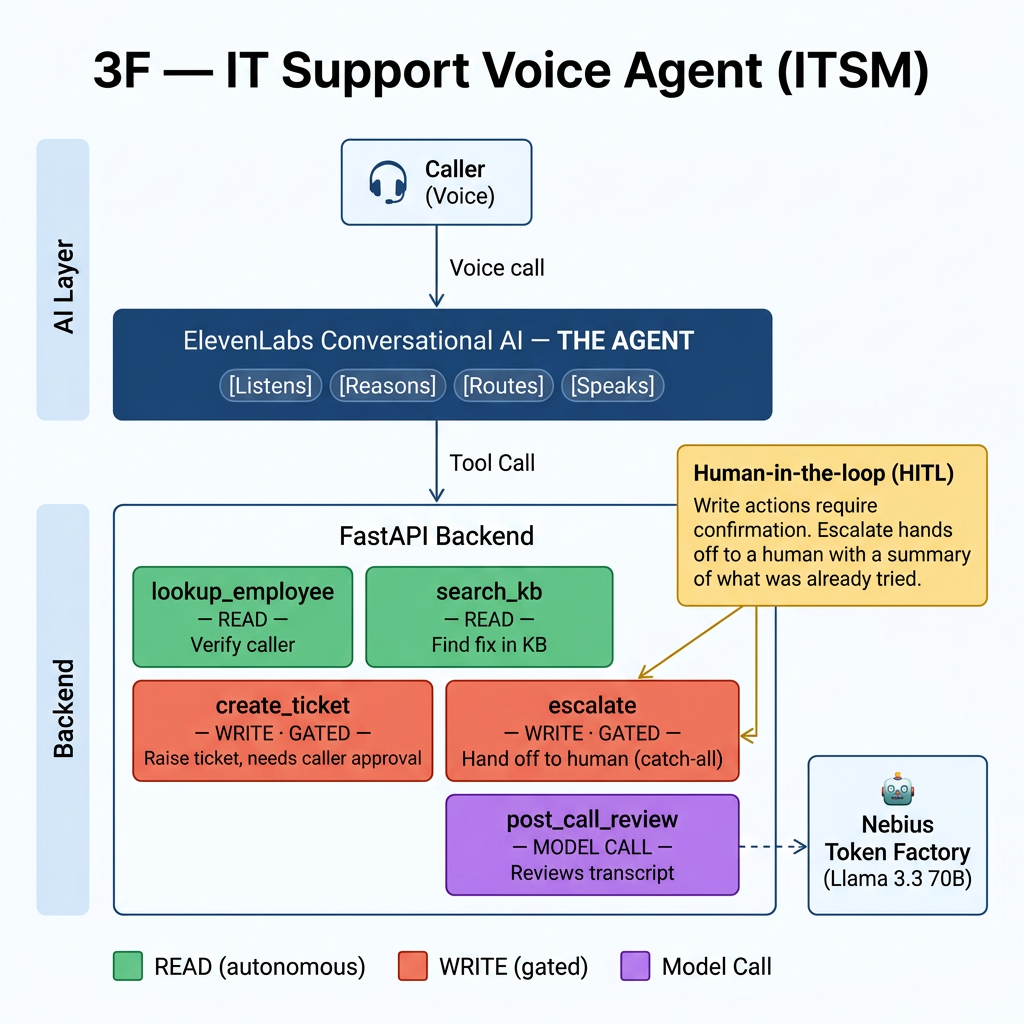 3F — IT Support Voice Agent (ITSM)
AI Layer
Caller
(Voice)
Voice call
ElevenLabs Conversational AI — THE AGENT
[Listens] [Reasons] [Routes] [Speaks]
Tool Call
Human-in-the-loop (HITL)
Write actions require
confirmation. Escalate hands
off to a human with a summary
of what was already tried.
Backend
FastAPI Backend
lookup_employee
— READ —
Verify caller
search_kb
— READ —
Find fix in KB
create_ticket
— WRITE · GATED —
Raise ticket, needs caller approval
escalate
— WRITE · GATED —
Hand off to human (catch-all)
post_call_review
— MODEL CALL —
Reviews transcript
Nebius
Token Factory
(Llama 3.3 70B)
READ (autonomous)
WRITE (gated)
Model Call